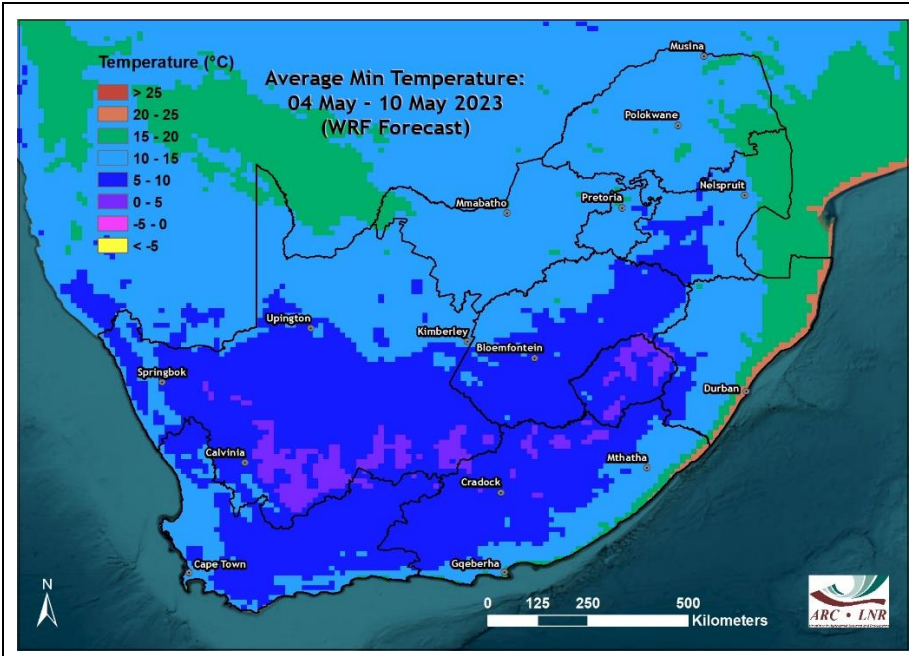 Temperature (°C)
> 25
20 - 25
15 - 20
10 - 15
5 - 10
0 - 5
-5 - 0
< -5
Average Min Temperature:
04 May - 10 May 2023
(WRF Forecast)
Musina
Polokwane
Nelspruit
Pretoria
Mmabatho
Upington
Kimberley
Bloemfontein
Springbok
Durban
Calvinia
Mthatha
Cradock
Cape Town
Gqeberha
N
0 125 250 500
Kilometers
ARC • LNR